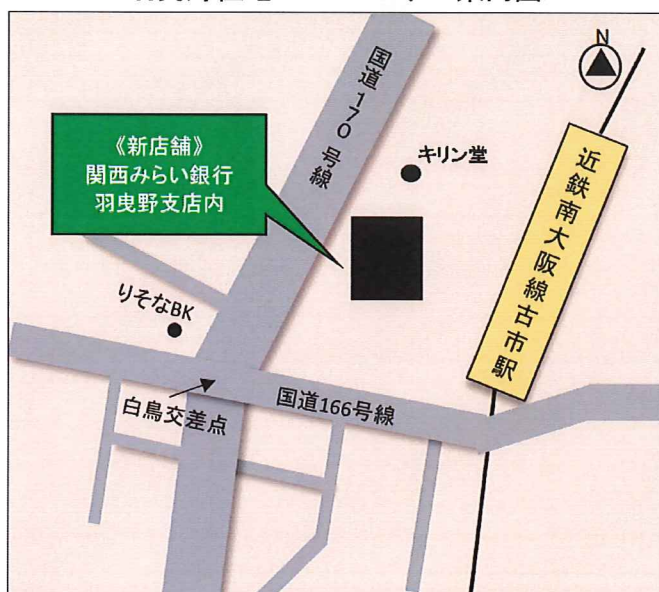 N
国道170号線
《新店舗》
関西みらい銀行
羽曳野支店内
キリン堂
近鉄南大阪線古市駅
りそなBK
白鳥交差点
国道166号線